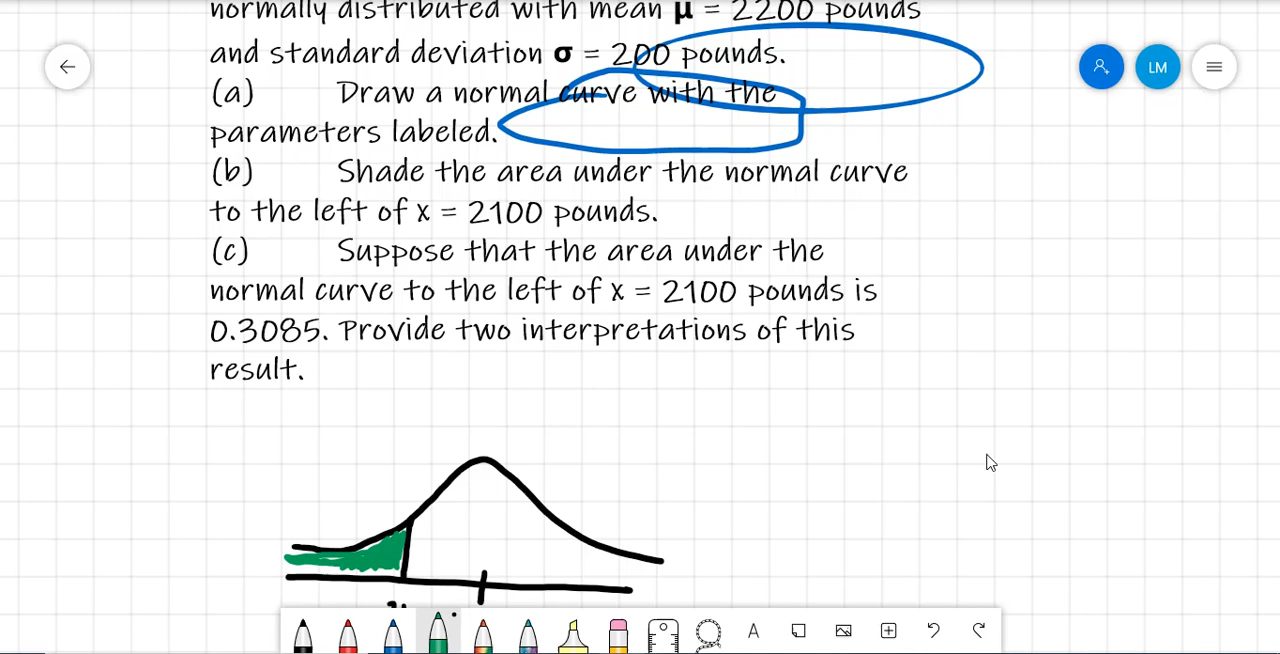 normally distributed with mean μ = 2200 pounds
and standard deviation σ = 200 pounds.
(a) Draw a normal curve with the
parameters labeled.
(b) Shade the area under the normal curve
to the left of x = 2100 pounds.
(c) Suppose that the area under the
normal curve to the left of x = 2100 pounds is
0.3085. Provide two interpretations of this
result.
LM
A